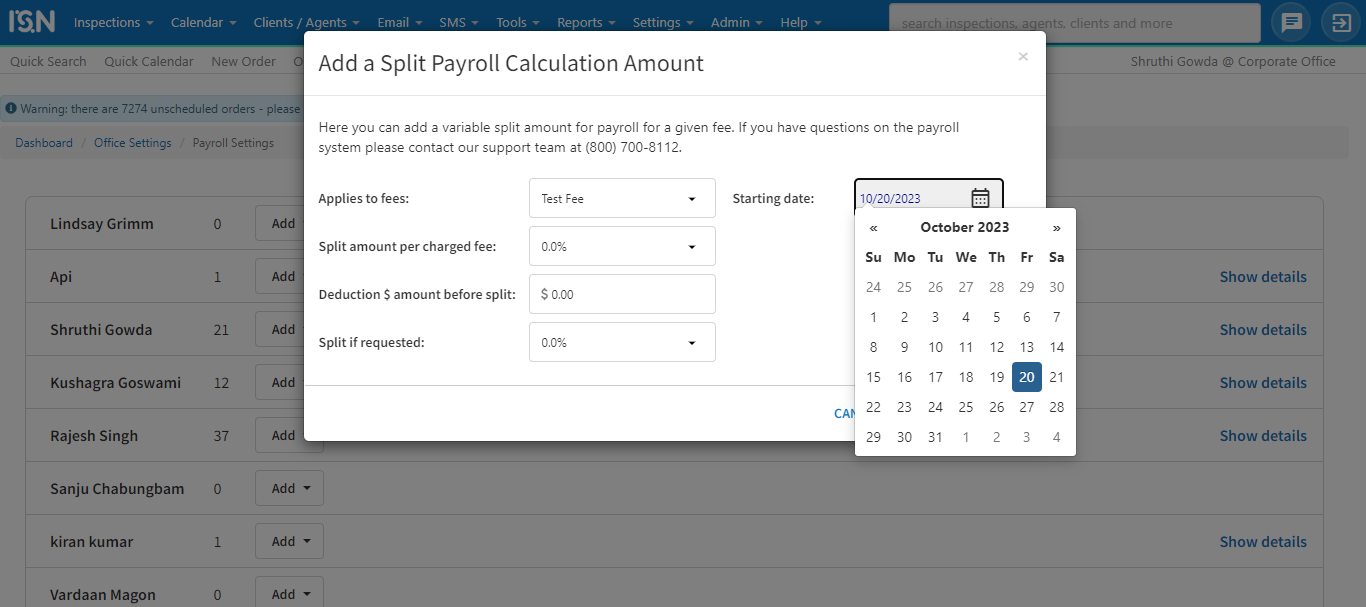 ISN Inspections Calendar Clients / Agents Email SMS Tools Reports Settings Admin Help search inspections, agents, clients and more
Quick Search Quick Calendar New Order Shruthi Gowda @ Corporate Office
Warning: there are 7274 unscheduled orders - please
Dashboard / Office Settings / Payroll Settings
Add a Split Payroll Calculation Amount ×
Here you can add a variable split amount for payroll for a given fee. If you have questions on the payroll
system please contact our support team at (800) 700-8112.
Applies to fees: Test Fee Starting date: 10/20/2023
Split amount per charged fee: 0.0%
Deduction $ amount before split: $ 0.00
Split if requested: 0.0%
« October 2023 »
Su Mo Tu We Th Fr Sa
24 25 26 27 28 29 30
1 2 3 4 5 6 7
8 9 10 11 12 13 14
15 16 17 18 19 20 21
22 23 24 25 26 27 28
29 30 31 1 2 3 4
Lindsay Grimm 0 Add
Api 1 Add Show details
Shruthi Gowda 21 Add Show details
Kushagra Goswami 12 Add Show details
Rajesh Singh 37 Add Show details
Sanju Chabungbam 0 Add
kiran kumar 1 Add Show details
Vardaan Magon 0 Add